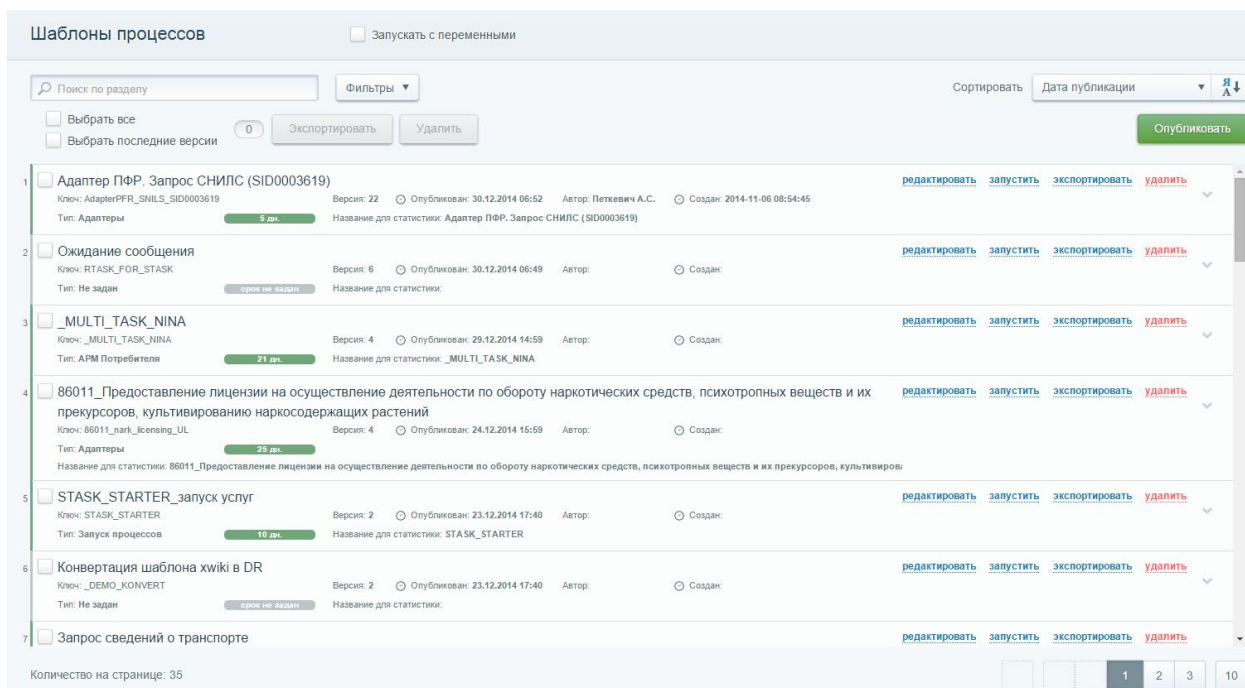 Шаблоны процессов
Запускать с переменными
Поиск по разделу
Фильтры
Сортировать
Дата публикации
Я А
Выбрать все
Выбрать последние версии
0
Экспортировать
Удалить
Опубликовать
1
Адаптер ПФР. Запрос СНИЛС (SID0003619)
редактировать запустить экспортировать удалить
Ключ: AdapterPFR_SNILS_SID0003619 Версия: 22 Опубликован: 30.12.2014 06:52 Автор: Петкевич А.С. Создан: 2014-11-06 08:54:45
Тип: Адаптеры 5 дн. Название для статистики: Адаптер ПФР. Запрос СНИЛС (SID0003619)
2
Ожидание сообщения
редактировать запустить экспортировать удалить
Ключ: RTASK_FOR_STASK Версия: 6 Опубликован: 30.12.2014 06:49 Автор: Создан:
Тип: Не задан срок не задан Название для статистики:
3
_MULTI_TASK_NINA
редактировать запустить экспортировать удалить
Ключ: _MULTI_TASK_NINA Версия: 4 Опубликован: 29.12.2014 14:59 Автор: Создан:
Тип: АРМ Потребителя 21 дн. Название для статистики: _MULTI_TASK_NINA
4
86011_Предоставление лицензии на осуществление деятельности по обороту наркотических средств, психотропных веществ и их
прекурсоров, культивированию наркосодержащих растений
редактировать запустить экспортировать удалить
Ключ: 86011_nark_licensing_UL Версия: 4 Опубликован: 24.12.2014 15:59 Автор: Создан:
Тип: Адаптеры 25 дн.
Название для статистики: 86011_Предоставление лицензии на осуществление деятельности по обороту наркотических средств, психотропных веществ и их прекурсоров, культивирова
5
STASK_STARTER_запуск услуг
редактировать запустить экспортировать удалить
Ключ: STASK_STARTER Версия: 2 Опубликован: 23.12.2014 17:40 Автор: Создан:
Тип: Запуск процессов 10 дн. Название для статистики: STASK_STARTER
6
Конвертация шаблона xwiki в DR
редактировать запустить экспортировать удалить
Ключ: _DEMO_KONVERT Версия: 2 Опубликован: 23.12.2014 17:40 Автор: Создан:
Тип: Не задан срок не задан Название для статистики:
7
Запрос сведений о транспорте
редактировать запустить экспортировать удалить
Количество на странице: 35
1 2 3 10